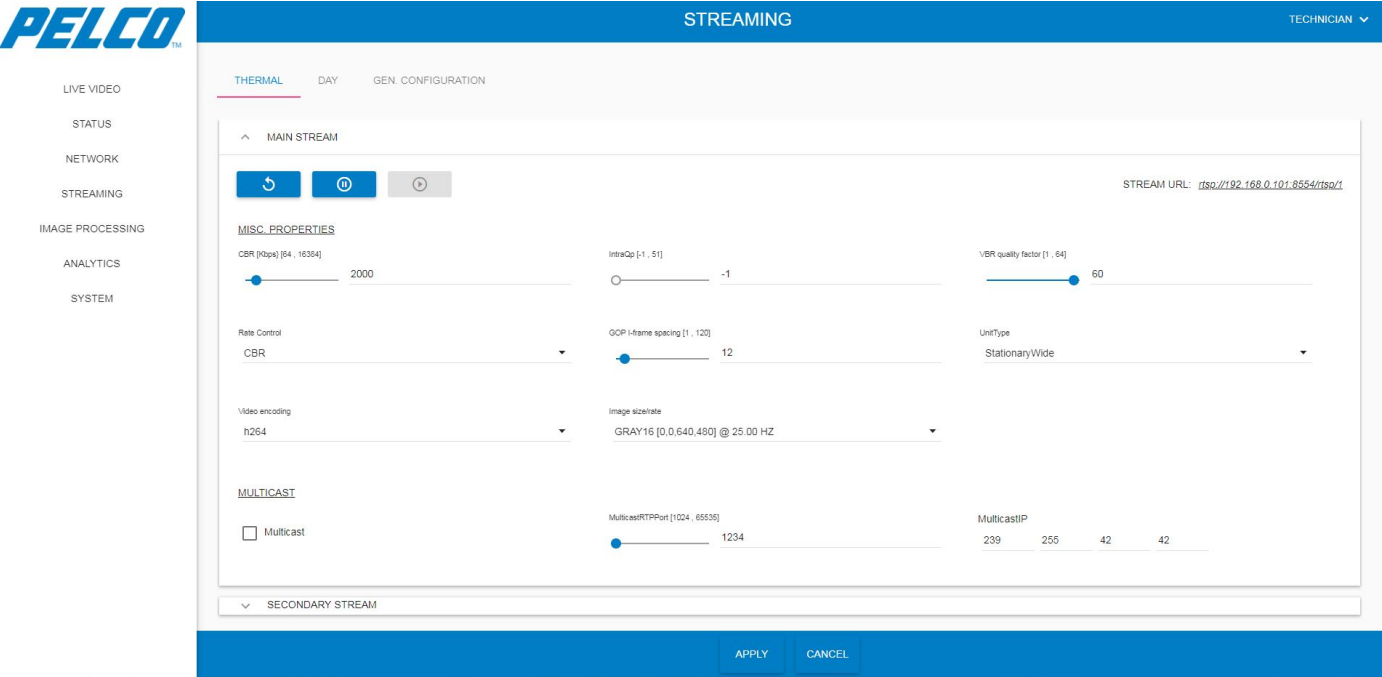 PELCO TM
STREAMING
TECHNICIAN
LIVE VIDEO
STATUS
NETWORK
STREAMING
IMAGE PROCESSING
ANALYTICS
SYSTEM
THERMAL DAY GEN. CONFIGURATION
MAIN STREAM
STREAM URL: rtsp://192.168.0.101:8554/rtsp/1
MISC. PROPERTIES
CBR [Kbps} [64 , 16384] IntraQp [-1 , 51] VBR quality factor [1 , 64]
2000 -1 60
Rate Control GOP I-frame spacing [1 , 120] UnitType
CBR 12 StationaryWide
Video encoding Image size/rate
h264 GRAY16 [0,0,640,480] @ 25.00 HZ
MULTICAST
Multicast MulticastRTPPort [1024 , 65535] MulticastIP
1234 239 255 42 42
SECONDARY STREAM
APPLY CANCEL